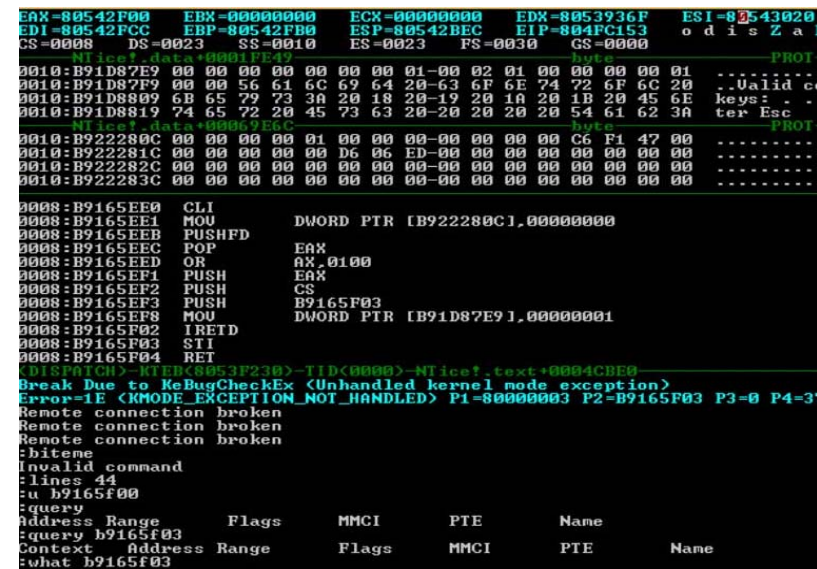 EAX=80542F00 EBX=00000000 ECX=00000000 EDX=8053936F ESI=80543020
EDI=80542FCC EBP=80542FB0 ESP=80542BEC EIP=804FC153 o d i s Z a
CS=0008 DS=0023 SS=0010 ES=0023 FS=0030 GS=0000
NTice!.data+0001FE49 byte PROT
0010:B91D87E9 00 00 00 00 00 00 00 01-00 02 01 00 00 00 00 01 .........
0010:B91D87F9 00 00 56 61 6C 69 64 20-63 6F 6E 74 72 6F 6C 20 ..Valid c
0010:B91D8809 6B 65 79 73 3A 20 18 20-19 20 1A 20 1B 20 45 6E keys: . .
0010:B91D8819 74 65 72 20 45 73 63 20-20 20 20 20 54 61 62 3A ter Esc
NTice!.data+00069E6C byte PROT
0010:B922280C 00 00 00 00 01 00 00 00-00 00 00 00 C6 F1 47 00 .........
0010:B922281C 00 00 00 00 00 D6 06 ED-00 00 00 00 00 00 00 00 .........
0010:B922282C 00 00 00 00 00 00 00 00-00 00 00 00 00 00 00 00 .........
0010:B922283C 00 00 00 00 00 00 00 00-00 00 00 00 00 00 00 00 .........
0008:B9165EE0 CLI
0008:B9165EE1 MOV DWORD PTR [B922280C],00000000
0008:B9165EEB PUSHFD
0008:B9165EEC POP EAX
0008:B9165EED OR AX,0100
0008:B9165EF1 PUSH EAX
0008:B9165EF2 PUSH CS
0008:B9165EF3 PUSH B9165F03
0008:B9165EF8 MOV DWORD PTR [B91D87E9],00000001
0008:B9165F02 IRETD
0008:B9165F03 STI
0008:B9165F04 RET
(DISPATCH)-KTEB(8053F230)-TID(0000)-NTice!.text+0004CBE0
Break Due to KeBugCheckEx (Unhandled kernel mode exception)
Error=1E (KMODE_EXCEPTION_NOT_HANDLED) P1=80000003 P2=B9165F03 P3=0 P4=3
Remote connection broken
Remote connection broken
Remote connection broken
:biteme
Invalid command
:lines 44
:u b9165f00
:query
Address Range Flags MMCI PTE Name
:query b9165f03
Context Address Range Flags MMCI PTE Name
:what b9165f03